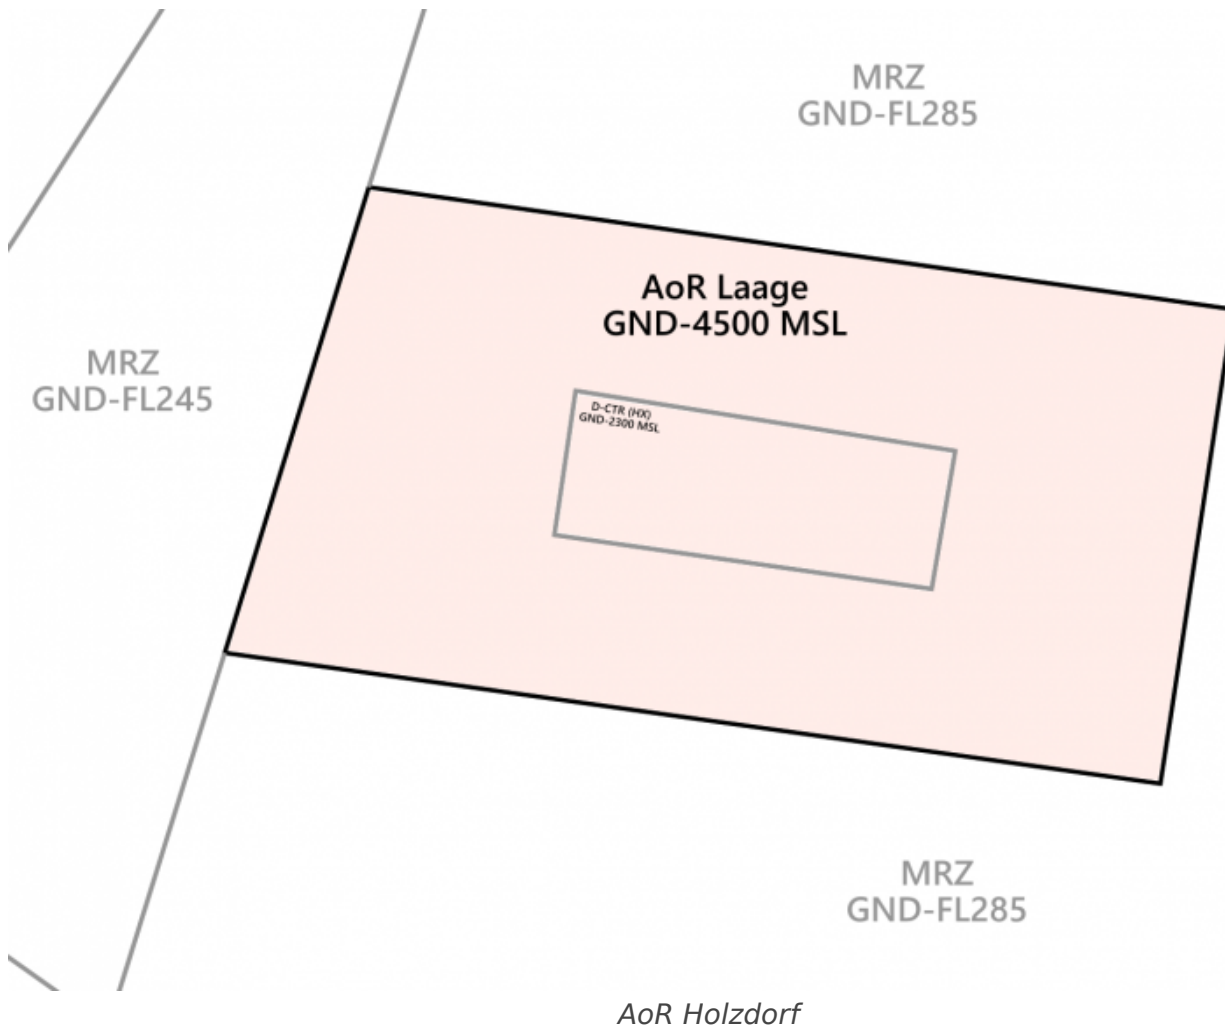 MRZ
GND-FL285
AoR Laage
GND-4500 MSL
MRZ
GND-FL245
D-CTR (HX)
GND-2300 MSL
MRZ
GND-FL285
AoR Holzdorf